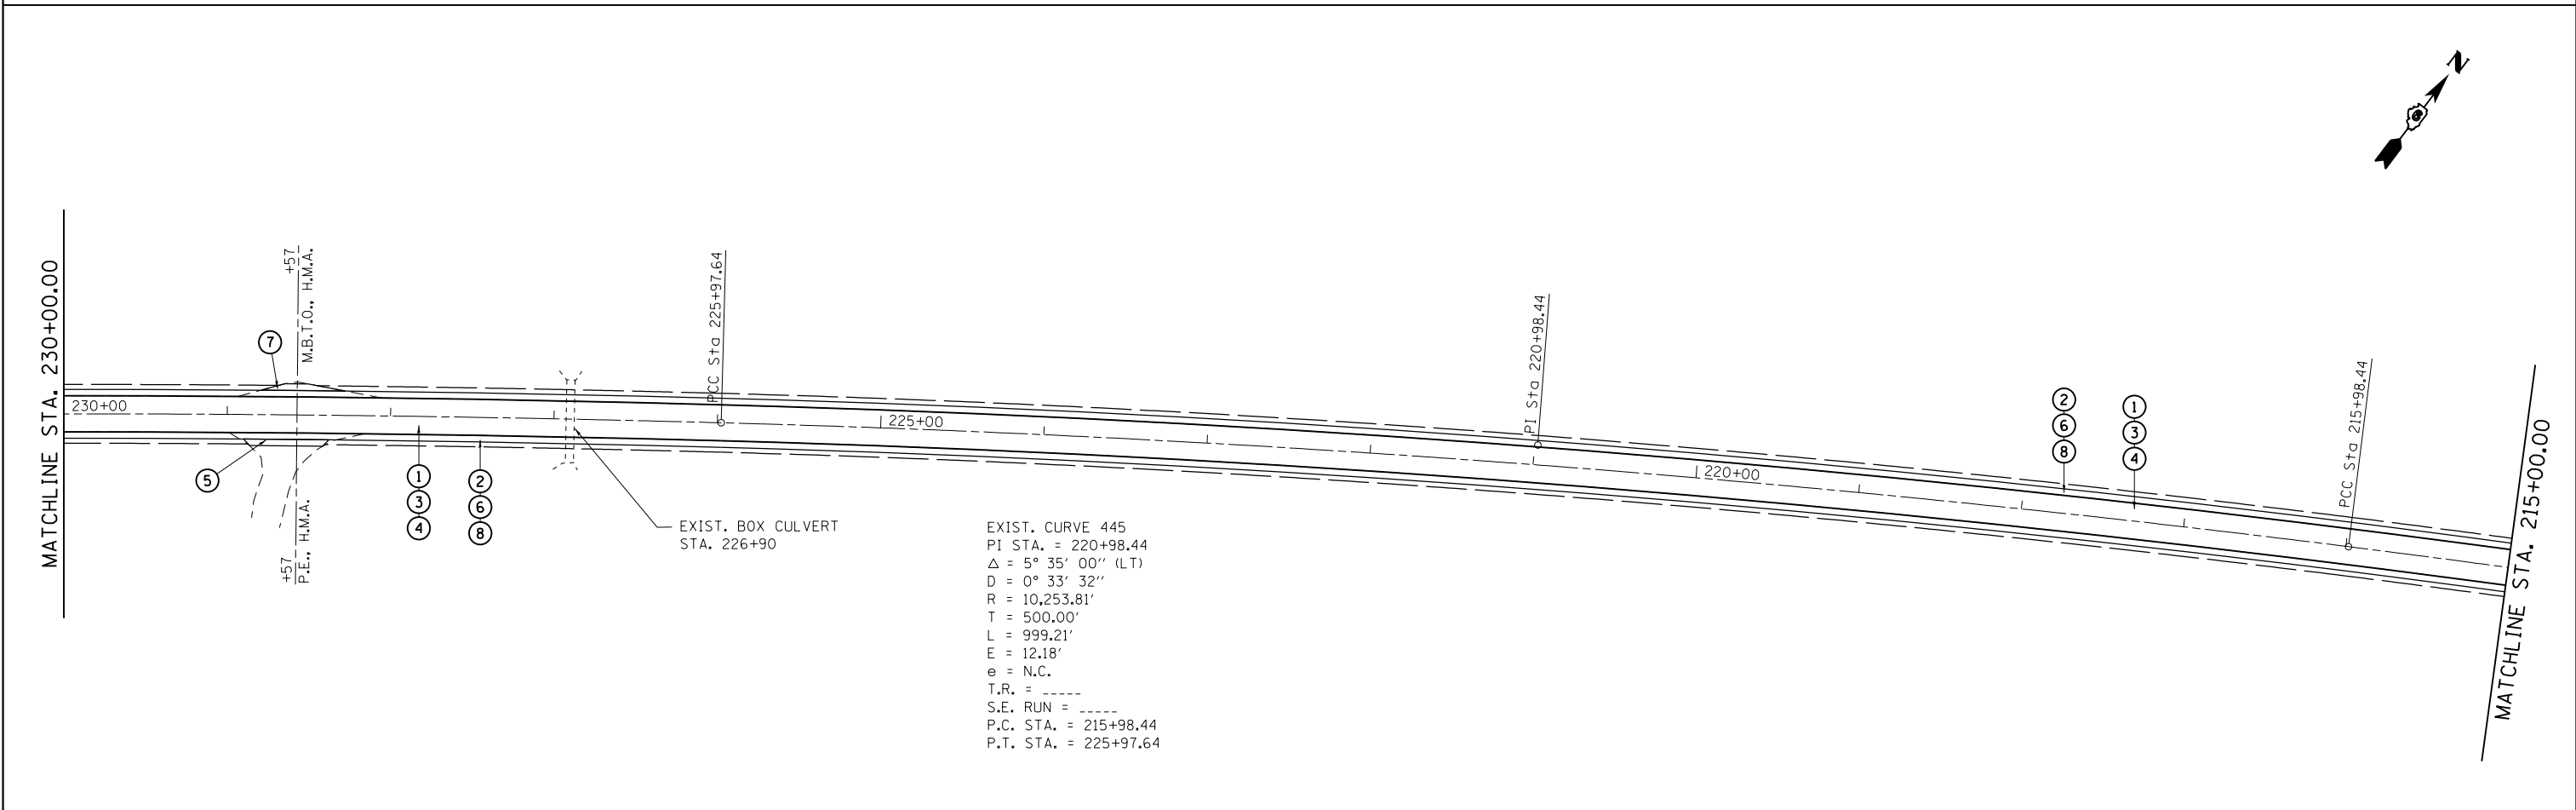 N
MATCHLINE STA. 230+00.00
+57
M.B.T.O., H.M.A.
7
230+00
5
+57
P.E., H.M.A.
1
3
4
2
6
8
EXIST. BOX CULVERT
STA. 226+90
PCC Sta 225+97.64
225+00
EXIST. CURVE 445
PI STA. = 220+98.44
Δ = 5° 35' 00'' (LT)
D = 0° 33' 32''
R = 10,253.81'
T = 500.00'
L = 999.21'
E = 12.18'
e = N.C.
T.R. = _____
S.E. RUN = _____
P.C. STA. = 215+98.44
P.T. STA. = 225+97.64
PI Sta 220+98.44
220+00
2
6
8
1
3
4
PCC Sta 215+98.44
MATCHLINE STA. 215+00.00